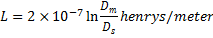 L = 2 × 10⁻⁷ ln D_m/D_s henrys/meter